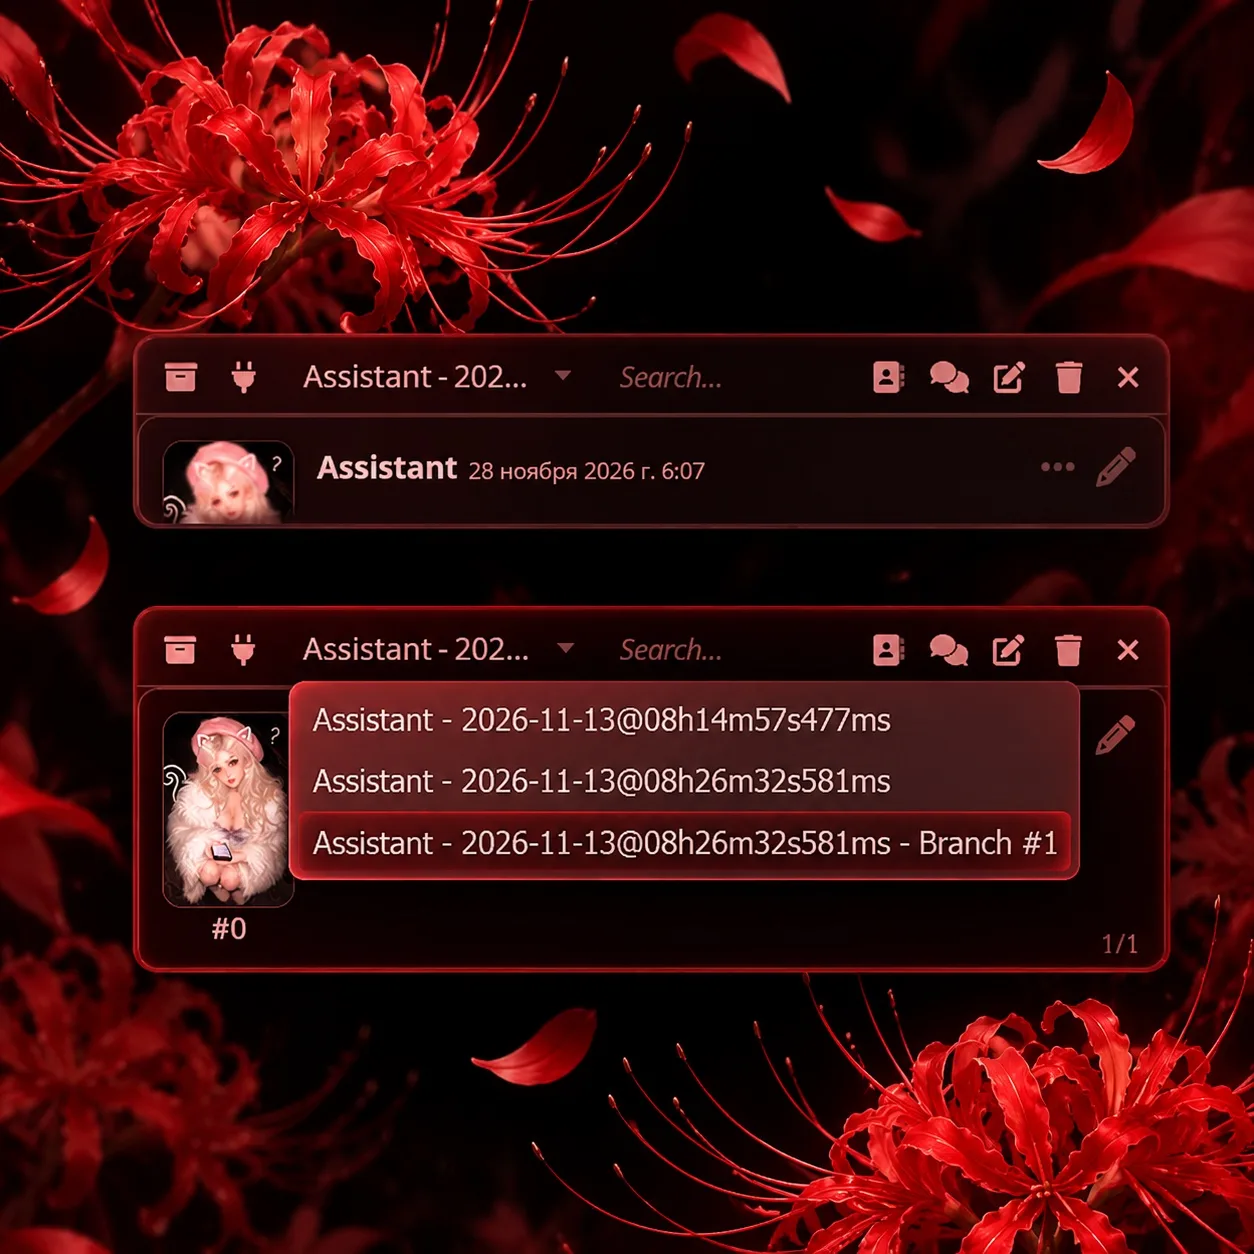 Assistant - 202... Search...
? Assistant 28 ноября 2026 г. 6:07
Assistant - 202... Search...
?
Assistant - 2026-11-13@08h14m57s477ms
Assistant - 2026-11-13@08h26m32s581ms
Assistant - 2026-11-13@08h26m32s581ms - Branch #1
#0
1/1